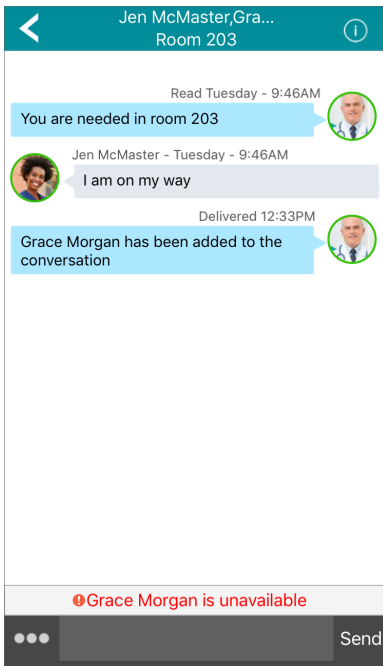 Jen McMaster,Gra...
Room 203
Read Tuesday - 9:46AM
You are needed in room 203
Jen McMaster - Tuesday - 9:46AM
I am on my way
Delivered 12:33PM
Grace Morgan has been added to the
conversation
Grace Morgan is unavailable
Send